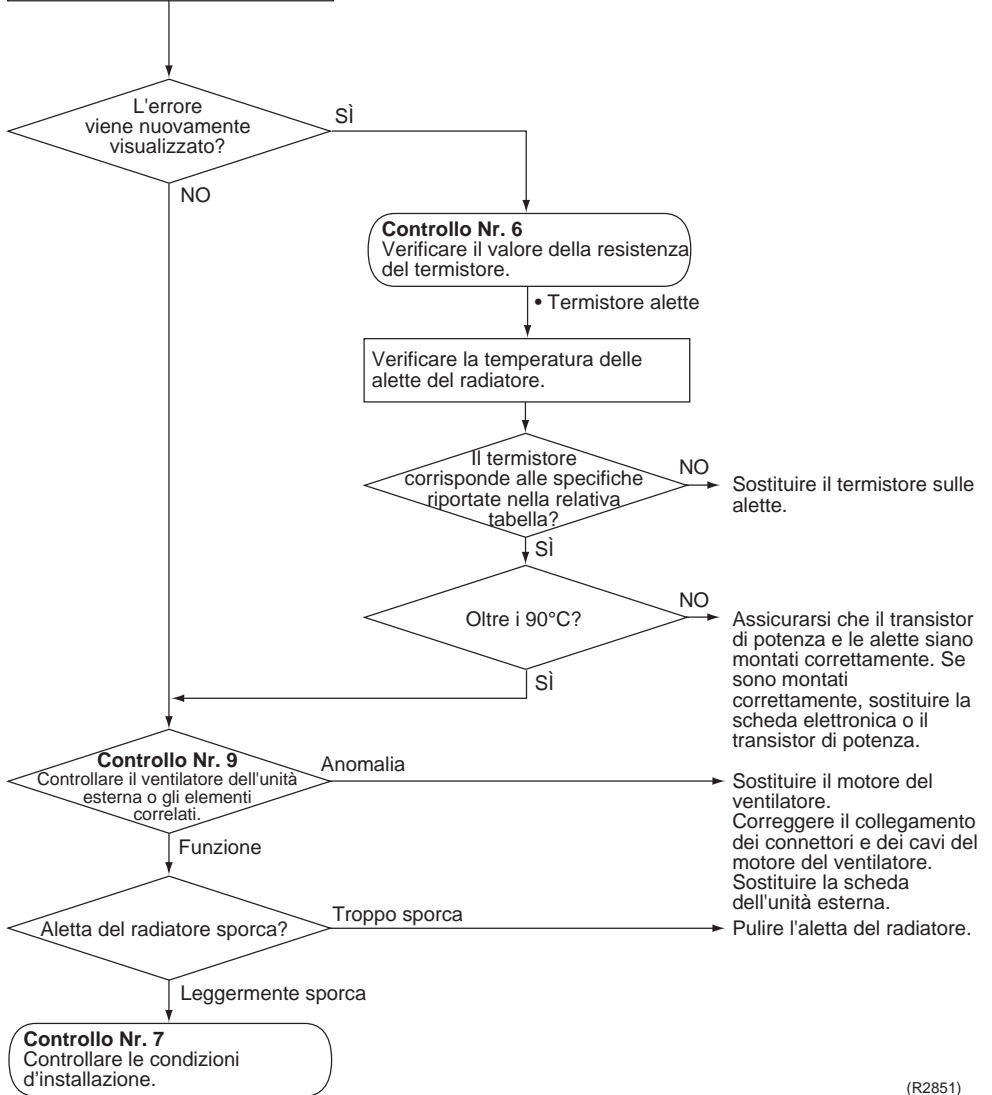 L'errore
viene nuovamente
visualizzato?
SÌ
NO
Controllo Nr. 6
Verificare il valore della resistenza
del termistore.
• Termistore alette
Verificare la temperatura delle
alette del radiatore.
Il termistore
corrisponde alle specifiche
riportate nella relativa
tabella?
NO
Sostituire il termistore sulle
alette.
SÌ
Oltre i 90°C?
NO
Assicurarsi che il transistor
di potenza e le alette siano
montati correttamente. Se
sono montati
correttamente, sostituire la
scheda elettronica o il
transistor di potenza.
SÌ
Controllo Nr. 9
Controllare il ventilatore dell'unità
esterna o gli elementi
correlati.
Anomalia
Sostituire il motore del
ventilatore.
Correggere il collegamento
dei connettori e dei cavi del
motore del ventilatore.
Sostituire la scheda
dell'unità esterna.
Funzione
Aletta del radiatore sporca?
Troppo sporca
Pulire l'aletta del radiatore.
Leggermente sporca
Controllo Nr. 7
Controllare le condizioni
d'installazione.
(R2851)